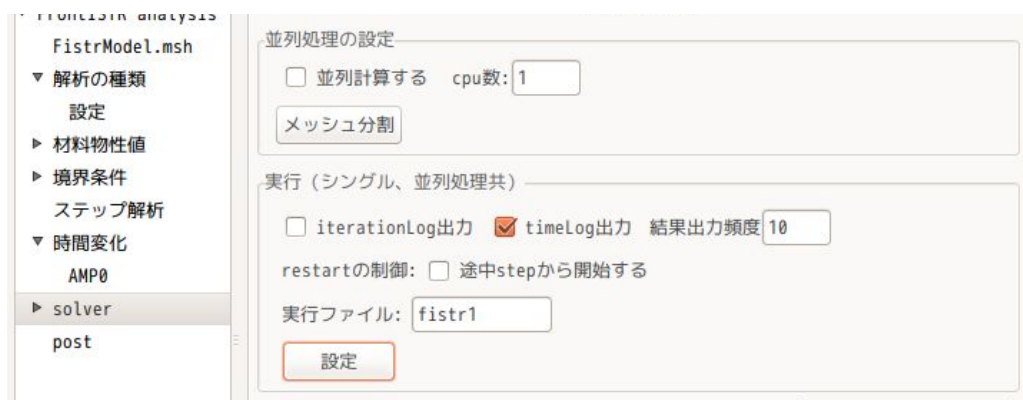 FrontISTR analysis
FistrModel.msh
解析の種類
設定
材料物性値
境界条件
ステップ解析
時間変化
AMP0
solver
post
並列処理の設定
並列計算する cpu数: 1
メッシュ分割
実行（シングル、並列処理共）
iterationLog出力 timeLog出力 結果出力頻度 10
restartの制御: 途中stepから開始する
実行ファイル: fistr1
設定